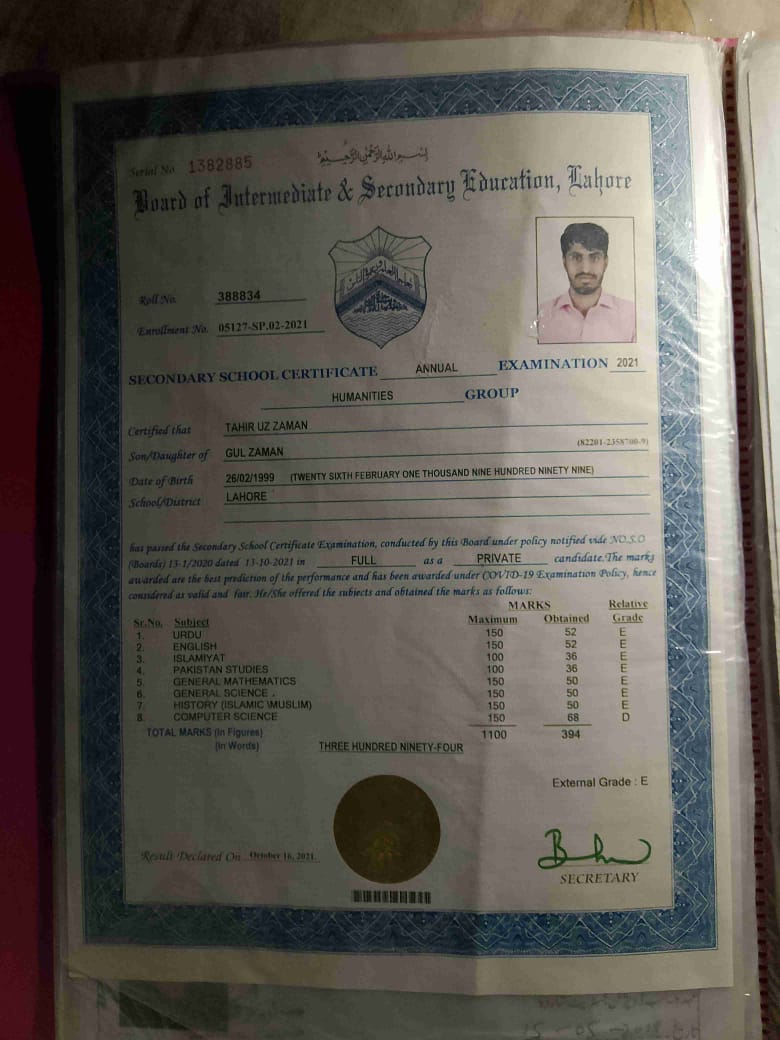 بسم اللہ الرحمن الرحیم
Serial No. 1382885
Board of Intermediate & Secondary Education, Lahore
Roll No. 388834
Enrollment No. 05127-SP.02-2021
SECONDARY SCHOOL CERTIFICATE ANNUAL EXAMINATION 2021
HUMANITIES GROUP
Certified that TAHIR UZ ZAMAN
(82201-2358700-9)
Son/Daughter of GUL ZAMAN
Date of Birth 26/02/1999 (TWENTY SIXTH FEBRUARY ONE THOUSAND NINE HUNDRED NINETY NINE)
School/District LAHORE
has passed the Secondary School Certificate Examination, conducted by this Board under policy notified vide NO.S.O
(Boards) 13-1/2020 dated 13-10-2021 in FULL as a PRIVATE candidate.The marks
awarded are the best prediction of the performance and has been awarded under COVID-19 Examination Policy, hence
considered as valid and fair. He/She offered the subjects and obtained the marks as follows:
MARKS Relative
Sr.No. Subject Maximum Obtained Grade
1. URDU 150 52 E
2. ENGLISH 150 52 E
3. ISLAMIYAT 100 36 E
4. PAKISTAN STUDIES 100 36 E
5. GENERAL MATHEMATICS 150 50 E
6. GENERAL SCIENCE . 150 50 E
7. HISTORY (ISLAMIC \MUSLIM) 150 50 E
8. COMPUTER SCIENCE 150 68 D
TOTAL MARKS (In Figures) 1100 394
(In Words) THREE HUNDRED NINETY-FOUR
External Grade : E
Result Declared On October 16, 2021.
SECRETARY